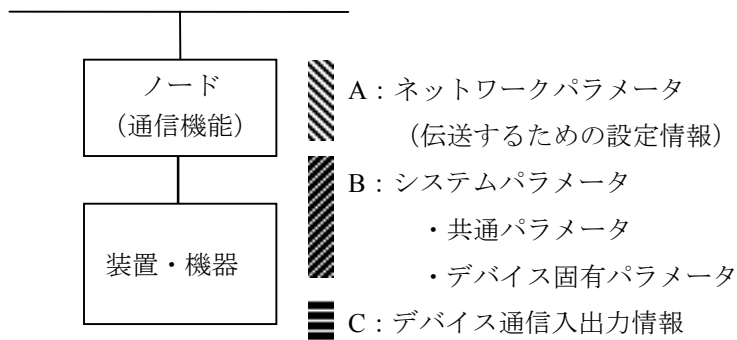 ノード
(通信機能)
装置・機器
A:ネットワークパラメータ
(伝送するための設定情報)
B:システムパラメータ
・共通パラメータ
・デバイス固有パラメータ
C:デバイス通信入出力情報